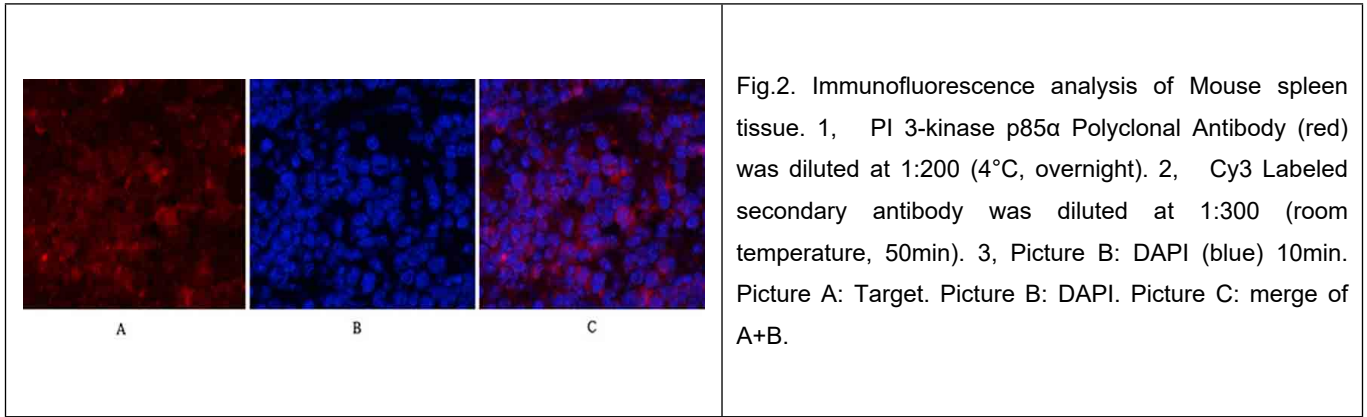 A
B
C
Fig.2. Immunofluorescence analysis of Mouse spleen
tissue. 1, PI 3-kinase p85α Polyclonal Antibody (red)
was diluted at 1:200 (4°C, overnight). 2, Cy3 Labeled
secondary antibody was diluted at 1:300 (room
temperature, 50min). 3, Picture B: DAPI (blue) 10min.
Picture A: Target. Picture B: DAPI. Picture C: merge of
A+B.